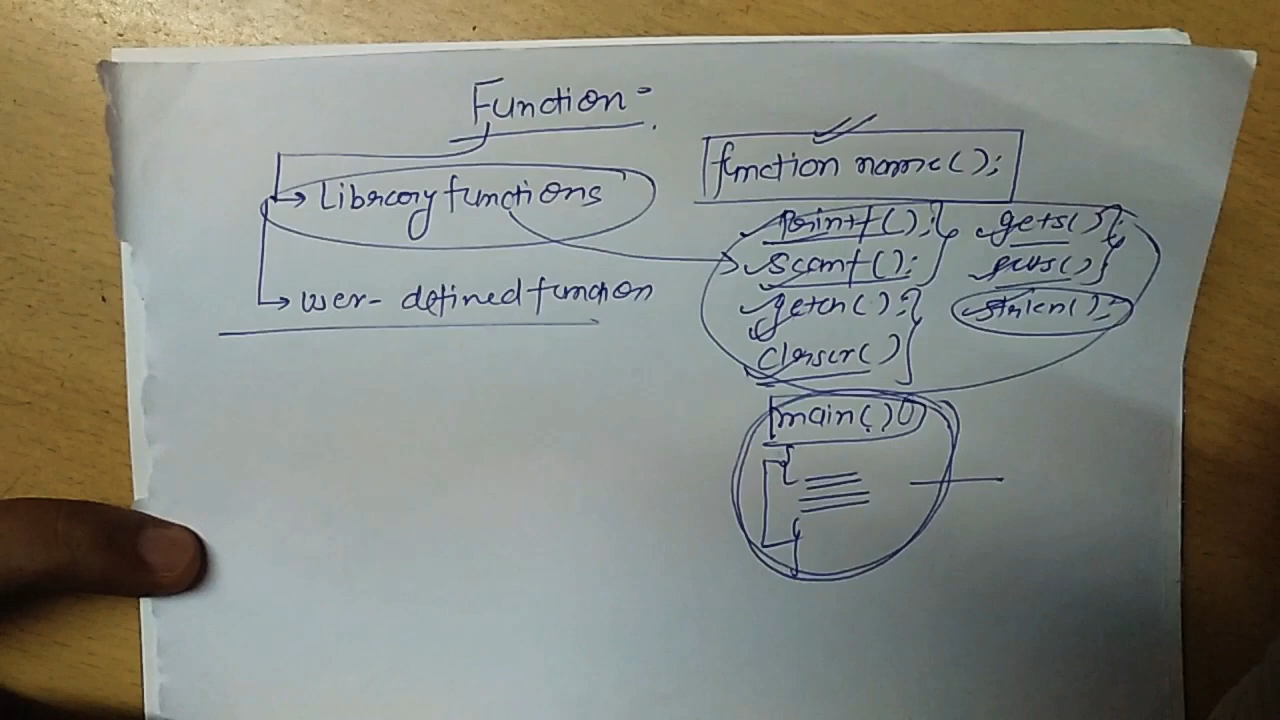 Function:
Library functions
user-defined function
function name();
printf();
scanf();
getch();
clrscr()
gets();
puts()
strlen();
main()